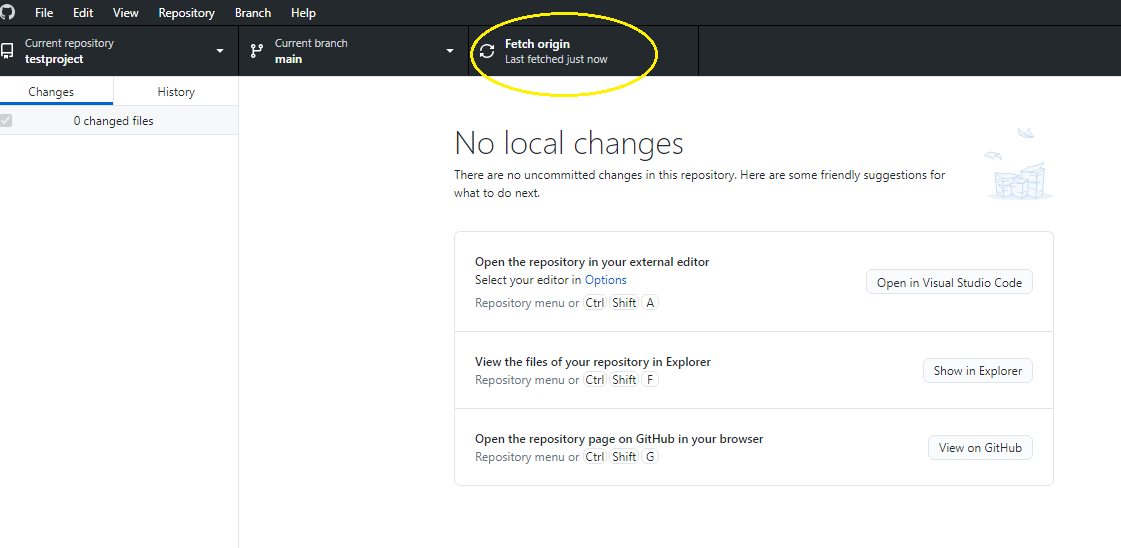 File Edit View Repository Branch Help
Current repository
testproject
Current branch
main
Fetch origin
Last fetched just now
Changes
History
0 changed files
No local changes
There are no uncommitted changes in this repository. Here are some friendly suggestions for
what to do next.
Open the repository in your external editor
Select your editor in Options
Repository menu or Ctrl Shift A
Open in Visual Studio Code
View the files of your repository in Explorer
Repository menu or Ctrl Shift F
Show in Explorer
Open the repository page on GitHub in your browser
Repository menu or Ctrl Shift G
View on GitHub